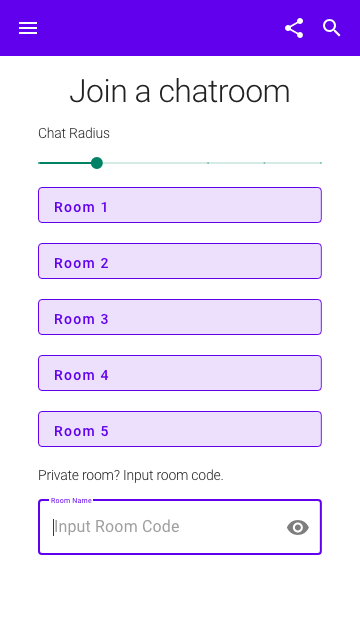 Join a chatroom
Chat Radius
Room 1
Room 2
Room 3
Room 4
Room 5
Private room? Input room code.
Room Name
Input Room Code